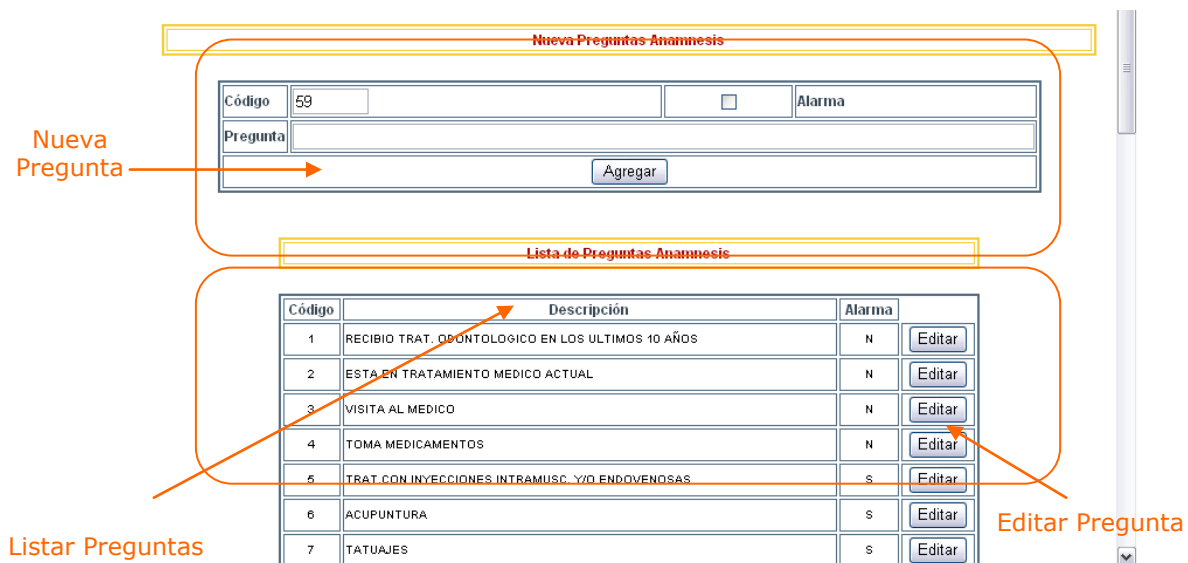 Nueva Preguntas Anamnesis
Código 59 Alarma
Pregunta
Agregar
Nueva
Pregunta
Lista de Preguntas Anamnesis
Código Descripción Alarma
1 RECIBIO TRAT. ODONTOLOGICO EN LOS ULTIMOS 10 AÑOS N Editar
2 ESTA EN TRATAMIENTO MEDICO ACTUAL N Editar
3 VISITA AL MEDICO N Editar
4 TOMA MEDICAMENTOS N Editar
5 TRAT.CON INYECCIONES INTRAMUSC. Y/O ENDOVENOSAS S Editar
6 ACUPUNTURA S Editar
7 TATUAJES S Editar
Listar Preguntas
Editar Pregunta